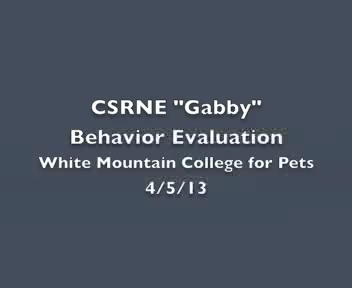 CSRNE "Gabby"
Behavior Evaluation
White Mountain College for Pets
4/5/13